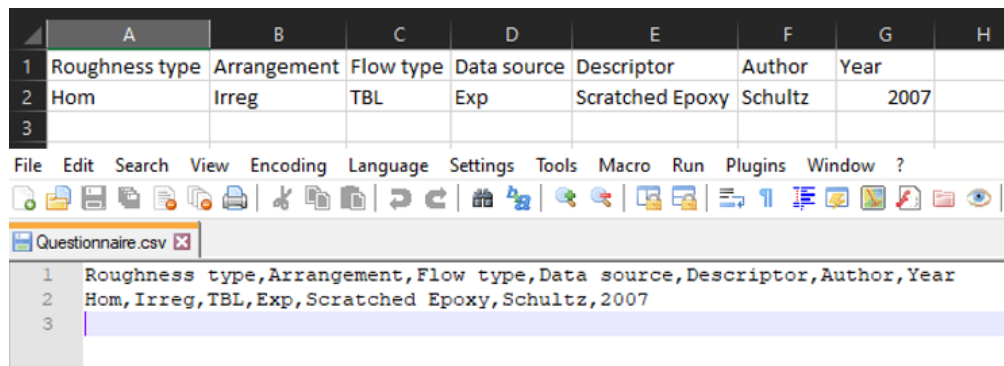 A B C D E F G H
1 Roughness type Arrangement Flow type Data source Descriptor Author Year
2 Hom Irreg TBL Exp Scratched Epoxy Schultz 2007
3
File Edit Search View Encoding Language Settings Tools Macro Run Plugins Window ?
Questionnaire.csv
1 Roughness type,Arrangement,Flow type,Data source,Descriptor,Author,Year
2 Hom,Irreg,TBL,Exp,Scratched Epoxy,Schultz,2007
3